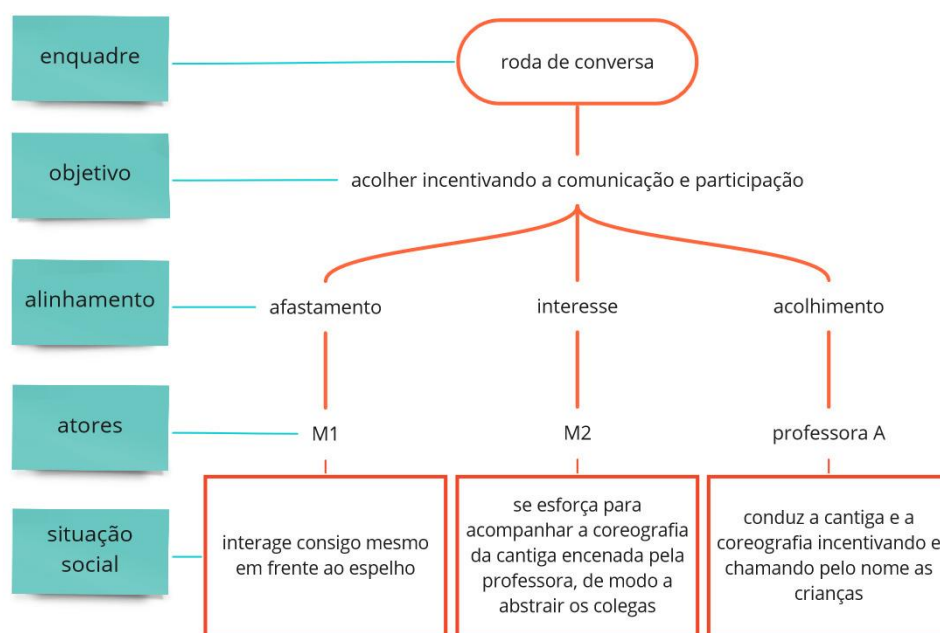 enquadre
roda de conversa
objetivo
acolher incentivando a comunicação e participação
alinhamento
afastamento
interesse
acolhimento
atores
M1
M2
professora A
situação
social
interage consigo mesmo
em frente ao espelho
se esforça para
acompanhar a coreografia
da cantiga encenada pela
professora, de modo a
abstrair os colegas
conduz a cantiga e a
coreografia incentivando e
chamando pelo nome as
crianças